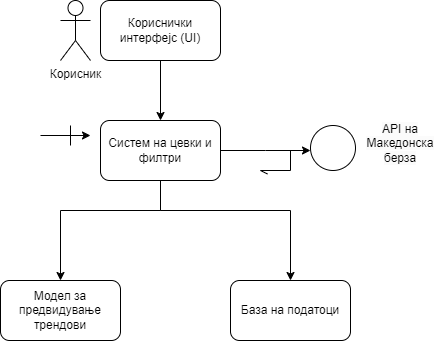 Кориснички
интерфејс (UI)
Корисник
Систем на цевки и
филтри
API на
Македонска
берза
Модел за
предвидување
трендови
База на податоци